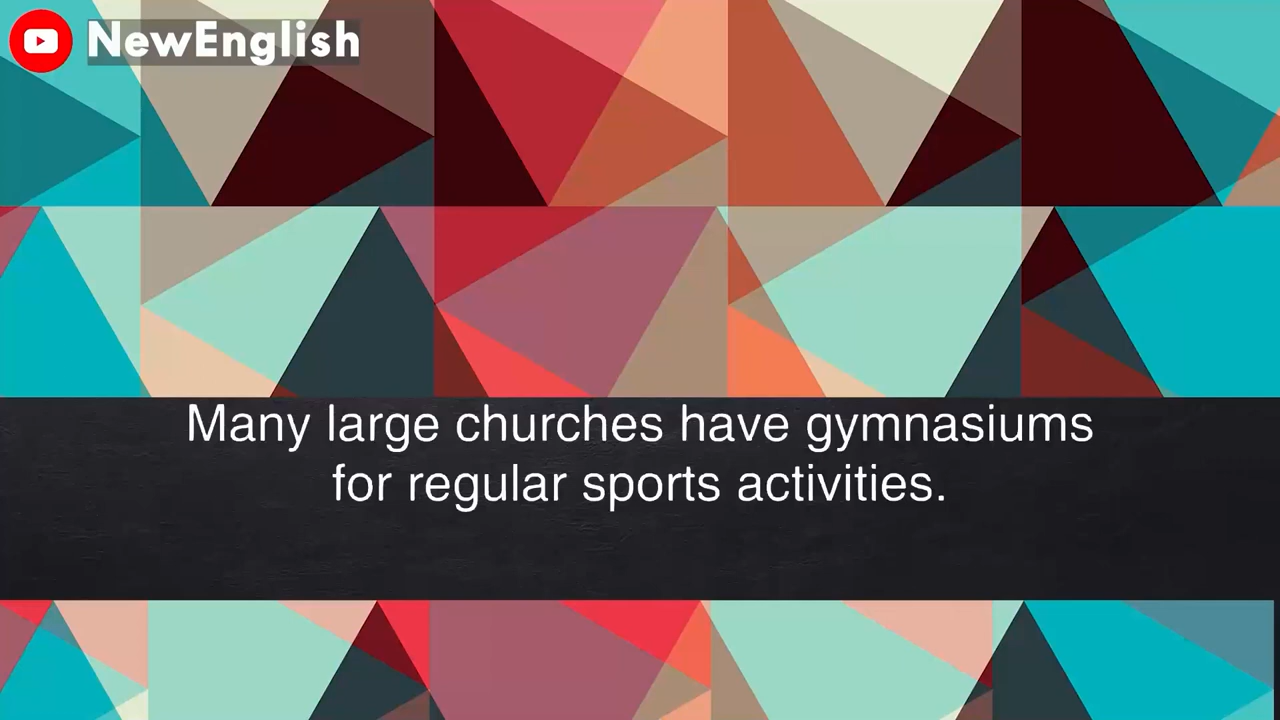 NewEnglish
Many large churches have gymnasiums
for regular sports activities.